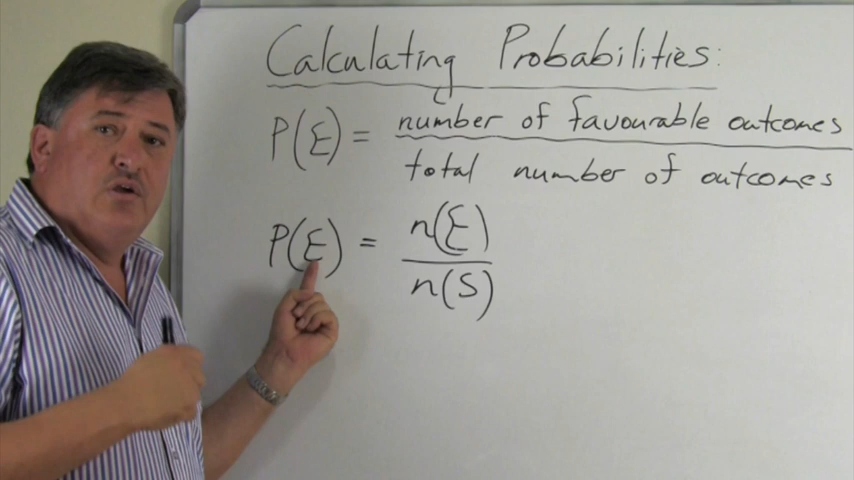 Calculating Probabilities:
P(E) = number of favourable outcomes
total number of outcomes
P(E) = n(E)
n(S)